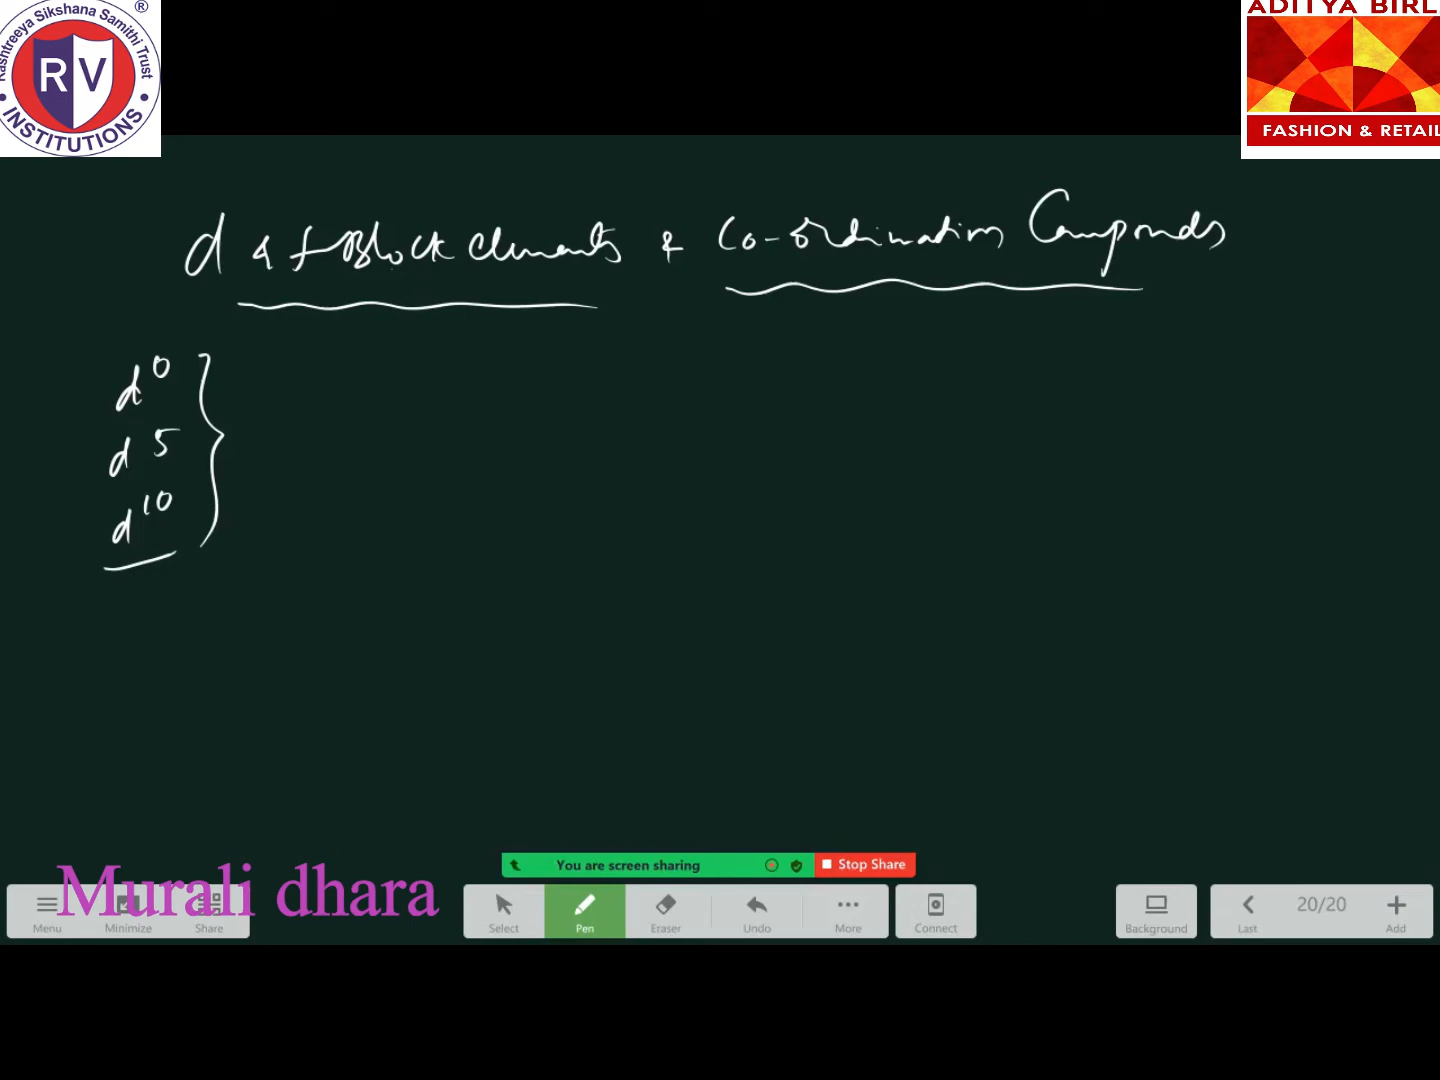 Rashtreeya Sikshana Samithi Trust ®
RV
• INSTITUTIONS •
ADITYA BIRL
FASHION & RETAIL
d & f-Block elements & Co-ordination Compounds
d⁰
d⁵
d¹⁰
You are screen sharing
Stop Share
Murali dhara
Menu Minimize Share Select Pen Eraser Undo More Connect Background Last 20/20 Add